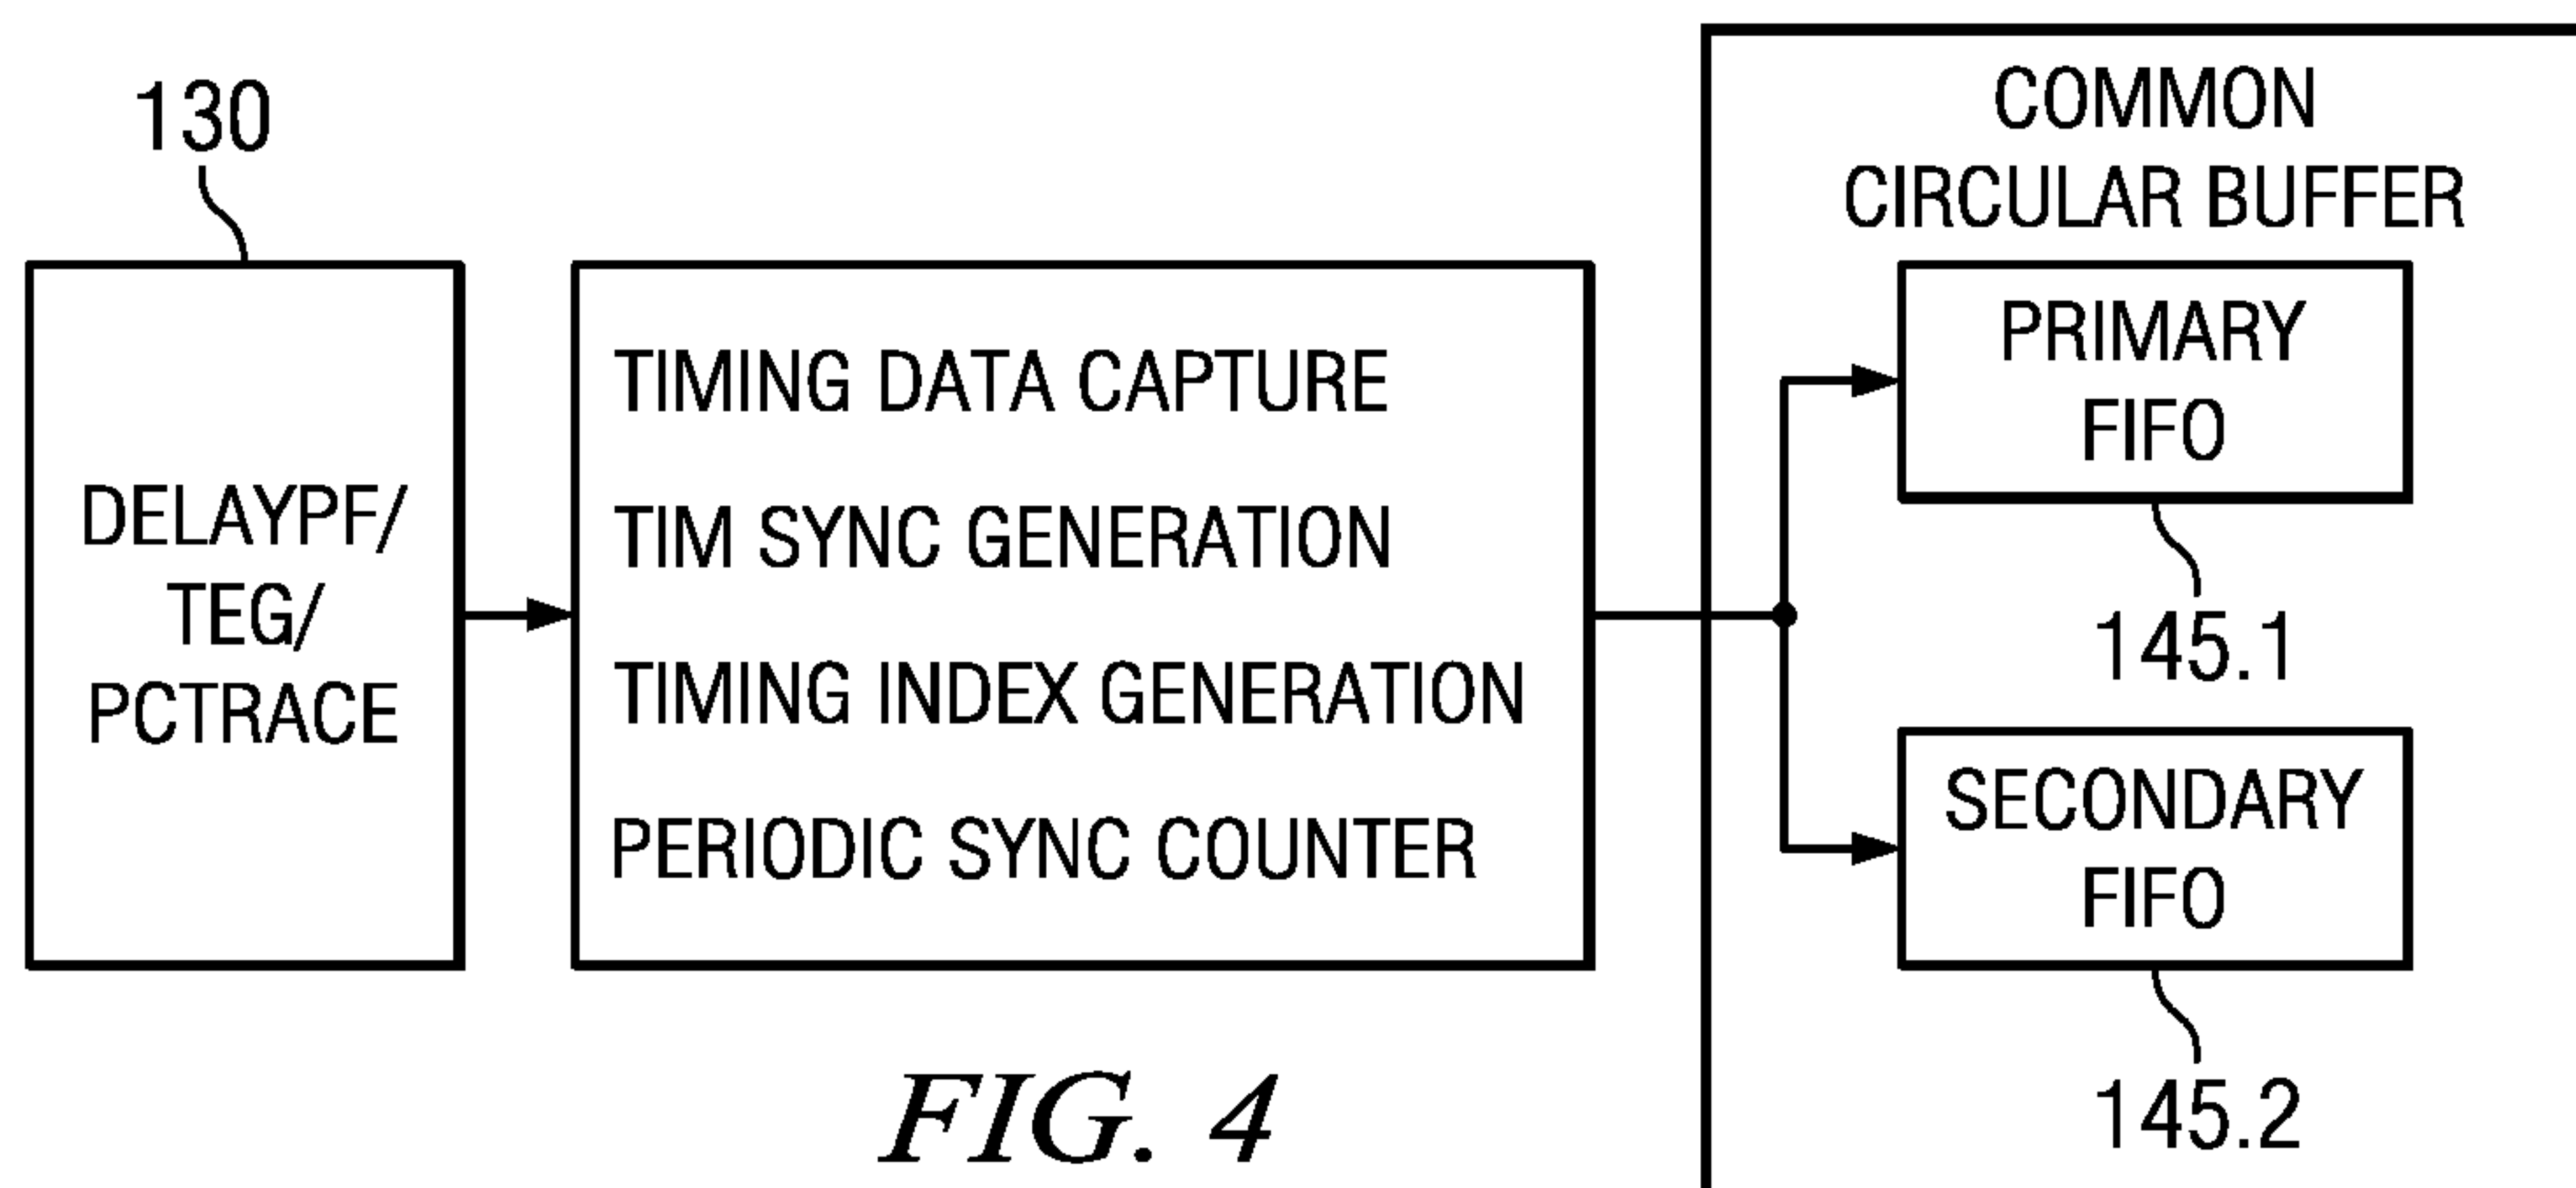 130
DELAYPF/
TEG/
PCTRACE
TIMING DATA CAPTURE
TIM SYNC GENERATION
TIMING INDEX GENERATION
PERIODIC SYNC COUNTER
COMMON
CIRCULAR BUFFER
PRIMARY
FIFO
145.1
SECONDARY
FIFO
145.2
FIG. 4